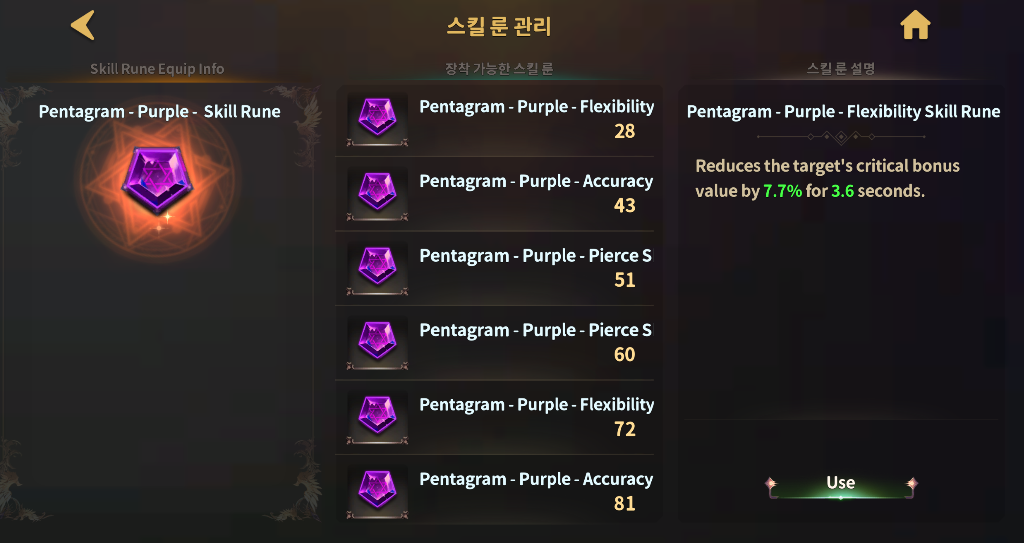 스킬 룬 관리
Skill Rune Equip Info
장착 가능한 스킬 룬
스킬 룬 설명
Pentagram - Purple - Skill Rune
Pentagram - Purple - Flexibility
28
Pentagram - Purple - Accuracy
43
Pentagram - Purple - Pierce S
51
Pentagram - Purple - Pierce S
60
Pentagram - Purple - Flexibility
72
Pentagram - Purple - Accuracy
81
Pentagram - Purple - Flexibility Skill Rune
Reduces the target's critical bonus
value by 7.7% for 3.6 seconds.
Use